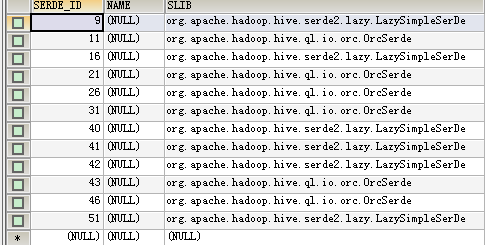 SERDE_ID NAME SLIB
9 (NULL) org.apache.hadoop.hive.serde2.lazy.LazySimpleSerDe
11 (NULL) org.apache.hadoop.hive.ql.io.orc.OrcSerde
16 (NULL) org.apache.hadoop.hive.serde2.lazy.LazySimpleSerDe
21 (NULL) org.apache.hadoop.hive.ql.io.orc.OrcSerde
26 (NULL) org.apache.hadoop.hive.ql.io.orc.OrcSerde
31 (NULL) org.apache.hadoop.hive.ql.io.orc.OrcSerde
40 (NULL) org.apache.hadoop.hive.serde2.lazy.LazySimpleSerDe
41 (NULL) org.apache.hadoop.hive.serde2.lazy.LazySimpleSerDe
42 (NULL) org.apache.hadoop.hive.serde2.lazy.LazySimpleSerDe
43 (NULL) org.apache.hadoop.hive.ql.io.orc.OrcSerde
46 (NULL) org.apache.hadoop.hive.ql.io.orc.OrcSerde
51 (NULL) org.apache.hadoop.hive.serde2.lazy.LazySimpleSerDe
* (NULL) (NULL) (NULL)